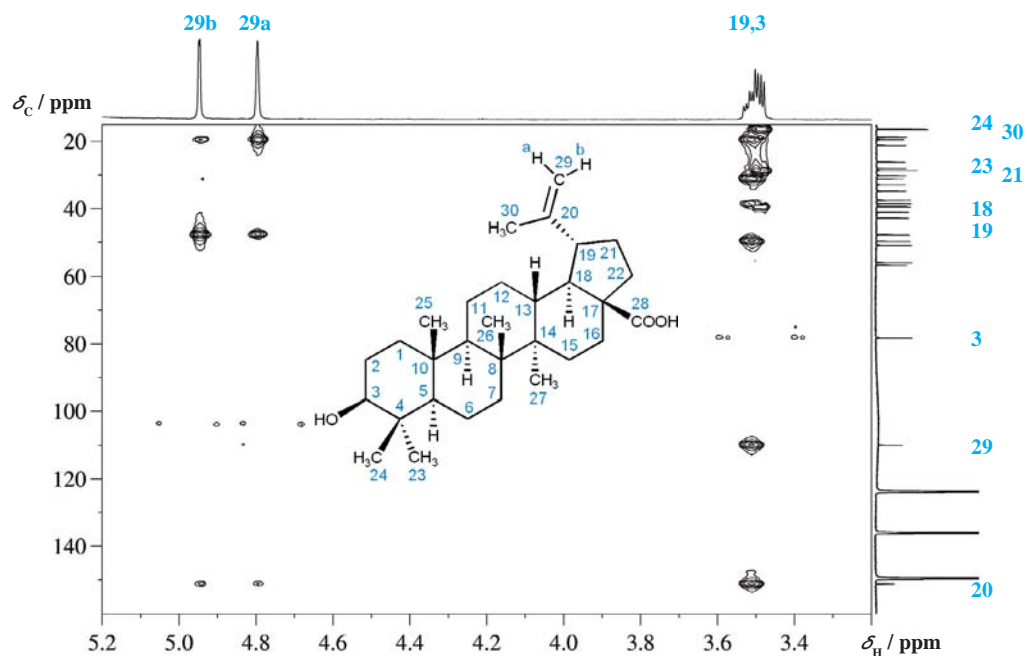 29b 29a 19,3
δC / ppm
24
30
20
a b
H 29 H
C
23
21
40
30
CH3
20
18
19
19
21
60
H
18
22
12
28
25
11
13
17
COOH
CH3
CH3
H
16
80
26
14
3
1
9
8
15
2
10
H
CH3
100
3
5
7
27
HO
4
6
H
H3C
CH3
29
24
23
120
140
20
5.2 5.0 4.8 4.6 4.4 4.2 4.0 3.8 3.6 3.4 δH / ppm